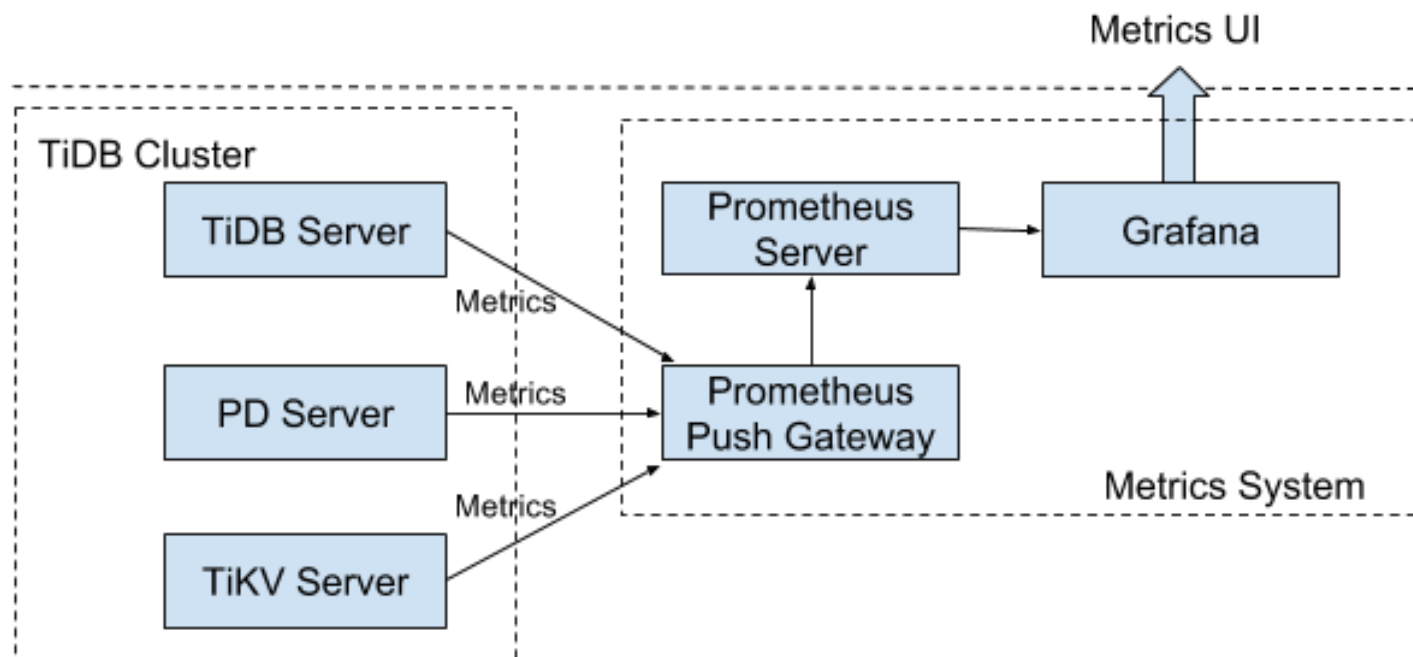 Metrics UI
TiDB Cluster
TiDB Server
Metrics
PD Server
Metrics
Metrics
TiKV Server
Prometheus
Server
Grafana
Prometheus
Push Gateway
Metrics System